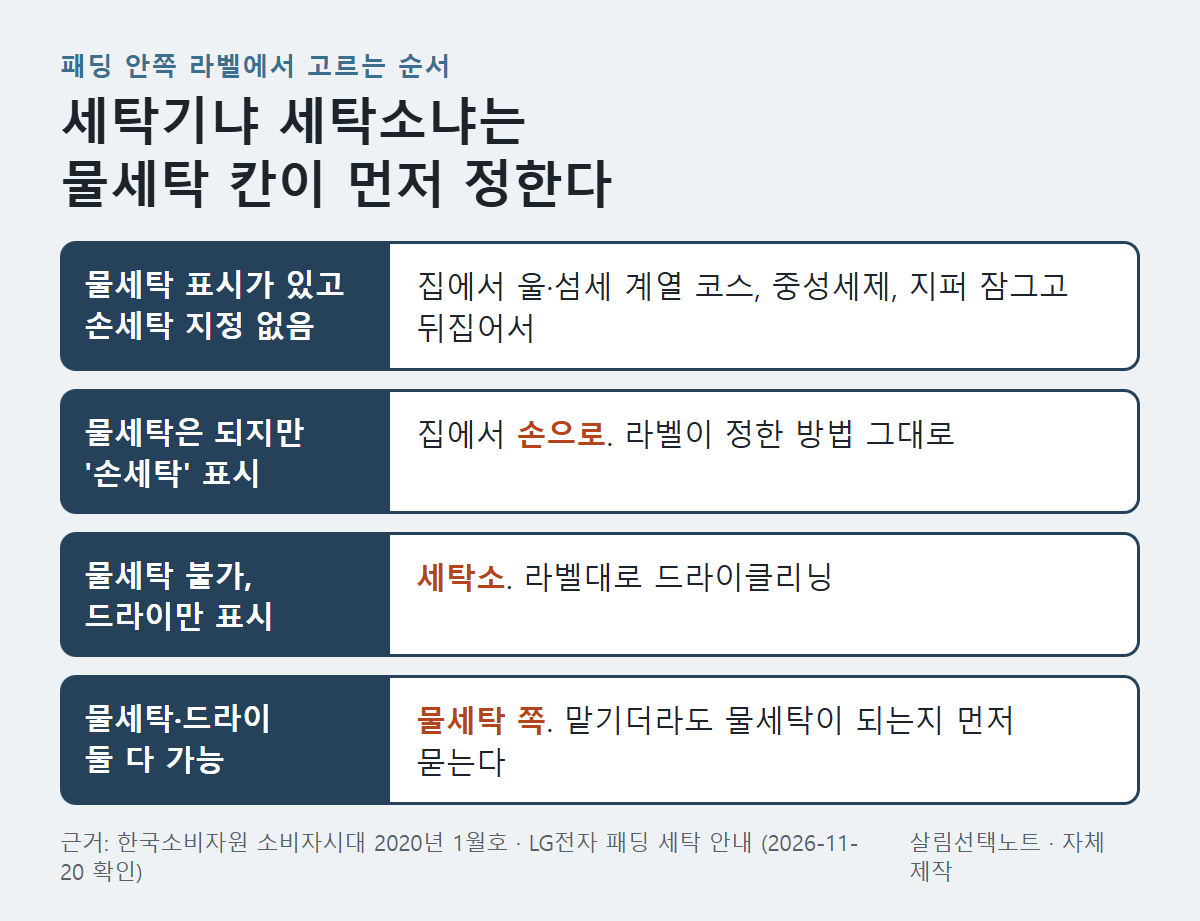 패딩 안쪽 라벨에서 고르는 순서
세탁기냐 세탁소냐는
물세탁 칸이 먼저 정한다
물세탁 표시가 있고
손세탁 지정 없음
집에서 울·섬세 계열 코스, 중성세제, 지퍼 잠그고
뒤집어서
물세탁은 되지만
'손세탁' 표시
집에서 손으로. 라벨이 정한 방법 그대로
물세탁 불가,
드라이만 표시
세탁소. 라벨대로 드라이클리닝
물세탁·드라이
둘 다 가능
물세탁 쪽. 맡기더라도 물세탁이 되는지 먼저
묻는다
근거: 한국소비자원 소비자시대 2020년 1월호 · LG전자 패딩 세탁 안내 (2026-11-
20 확인)
살림선택노트 · 자체
제작